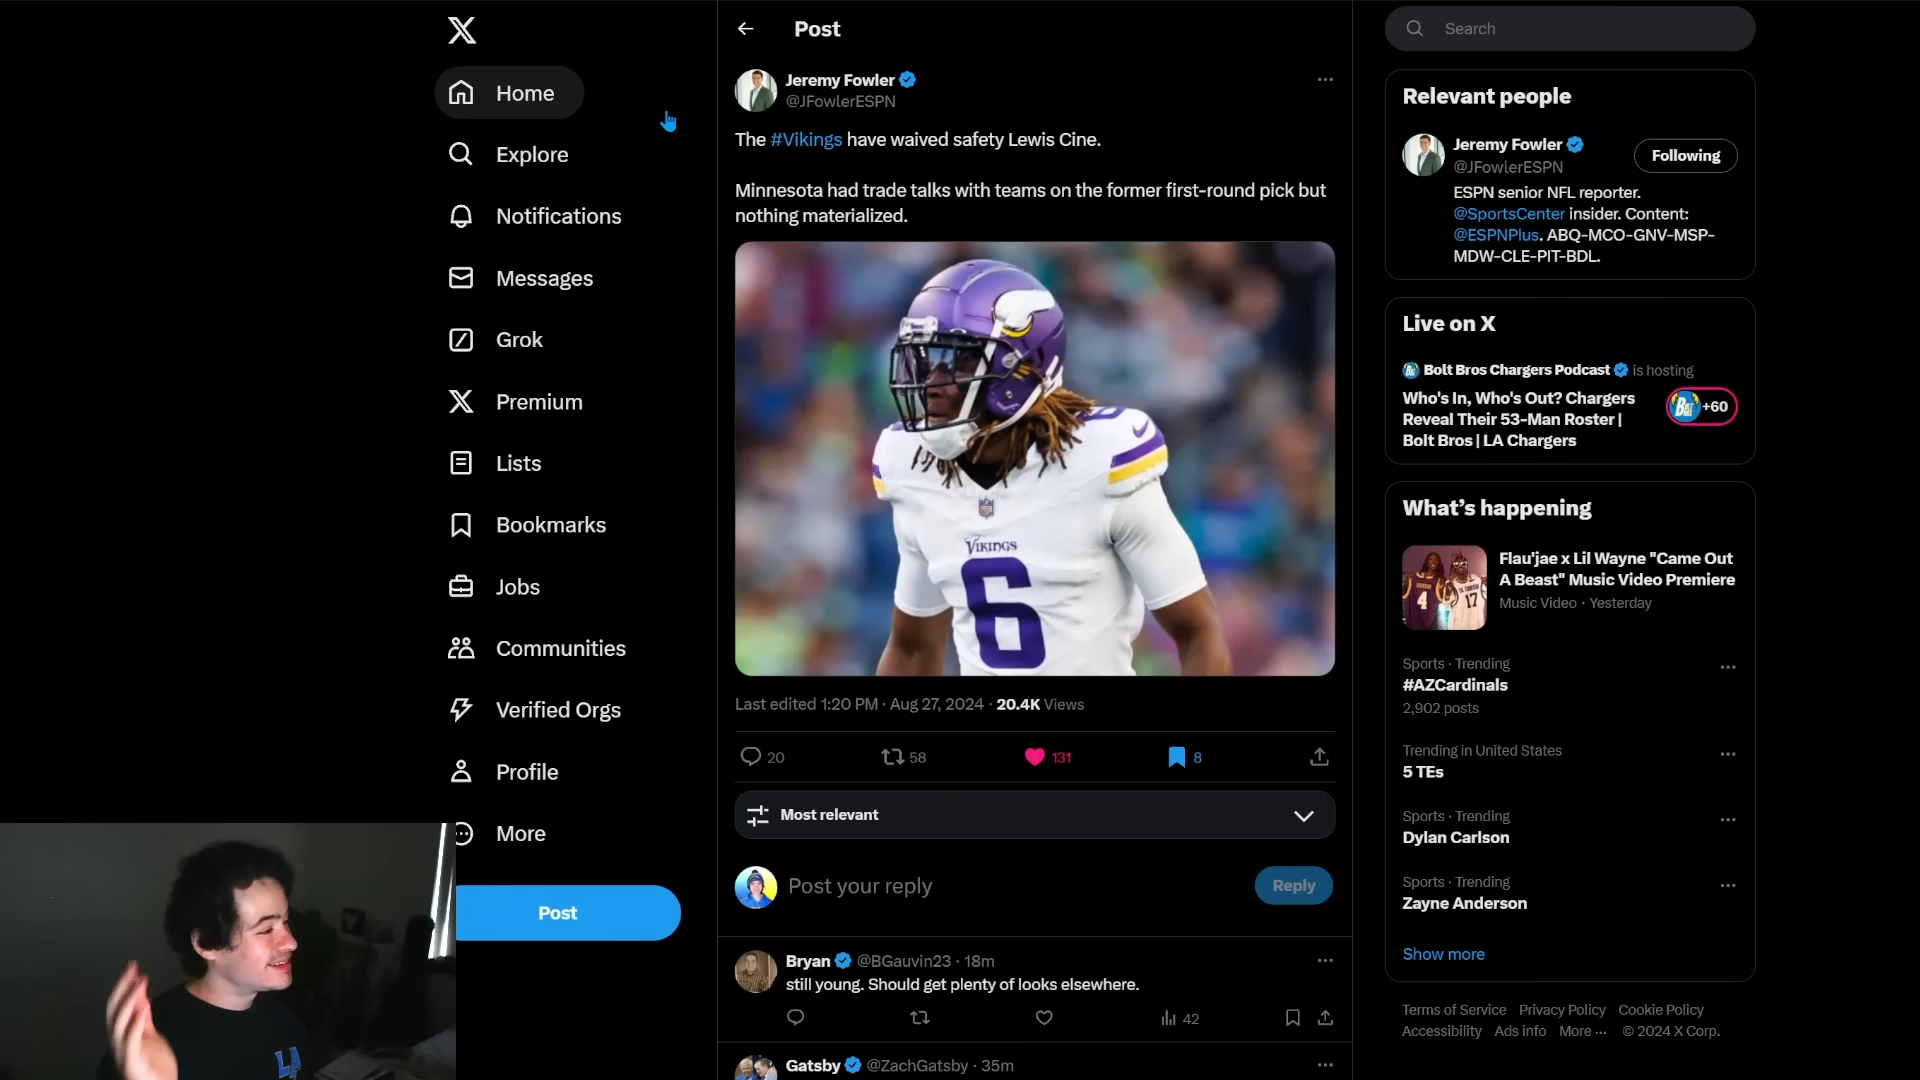 Home
Explore
Notifications
Messages
Grok
Premium
Lists
Bookmarks
Jobs
Communities
Verified Orgs
Profile
More
Post
Post
Jeremy Fowler
@JFowlerESPN
The #Vikings have waived safety Lewis Cine.
Minnesota had trade talks with teams on the former first-round pick but
nothing materialized.
VIKINGS
6
Last edited 1:20 PM · Aug 27, 2024 · 20.4K Views
20
58
131
8
Most relevant
Post your reply
Reply
Bryan @BGauvin23 · 18m
still young. Should get plenty of looks elsewhere.
42
Gatsby @ZachGatsby · 35m
Search
Relevant people
Jeremy Fowler
@JFowlerESPN
Following
ESPN senior NFL reporter.
@SportsCenter insider. Content:
@ESPNPlus. ABQ-MCO-GNV-MSP-
MDW-CLE-PIT-BDL.
Live on X
Bolt Bros Chargers Podcast is hosting
Who's In, Who's Out? Chargers
Reveal Their 53-Man Roster |
Bolt Bros | LA Chargers
+60
What's happening
Flau'jae x Lil Wayne "Came Out
A Beast" Music Video Premiere
Music Video · Yesterday
4
17
Sports · Trending
#AZCardinals
2,902 posts
Trending in United States
5 TEs
Sports · Trending
Dylan Carlson
Sports · Trending
Zayne Anderson
Show more
Terms of Service Privacy Policy Cookie Policy
Accessibility Ads info More ··· © 2024 X Corp.
LA